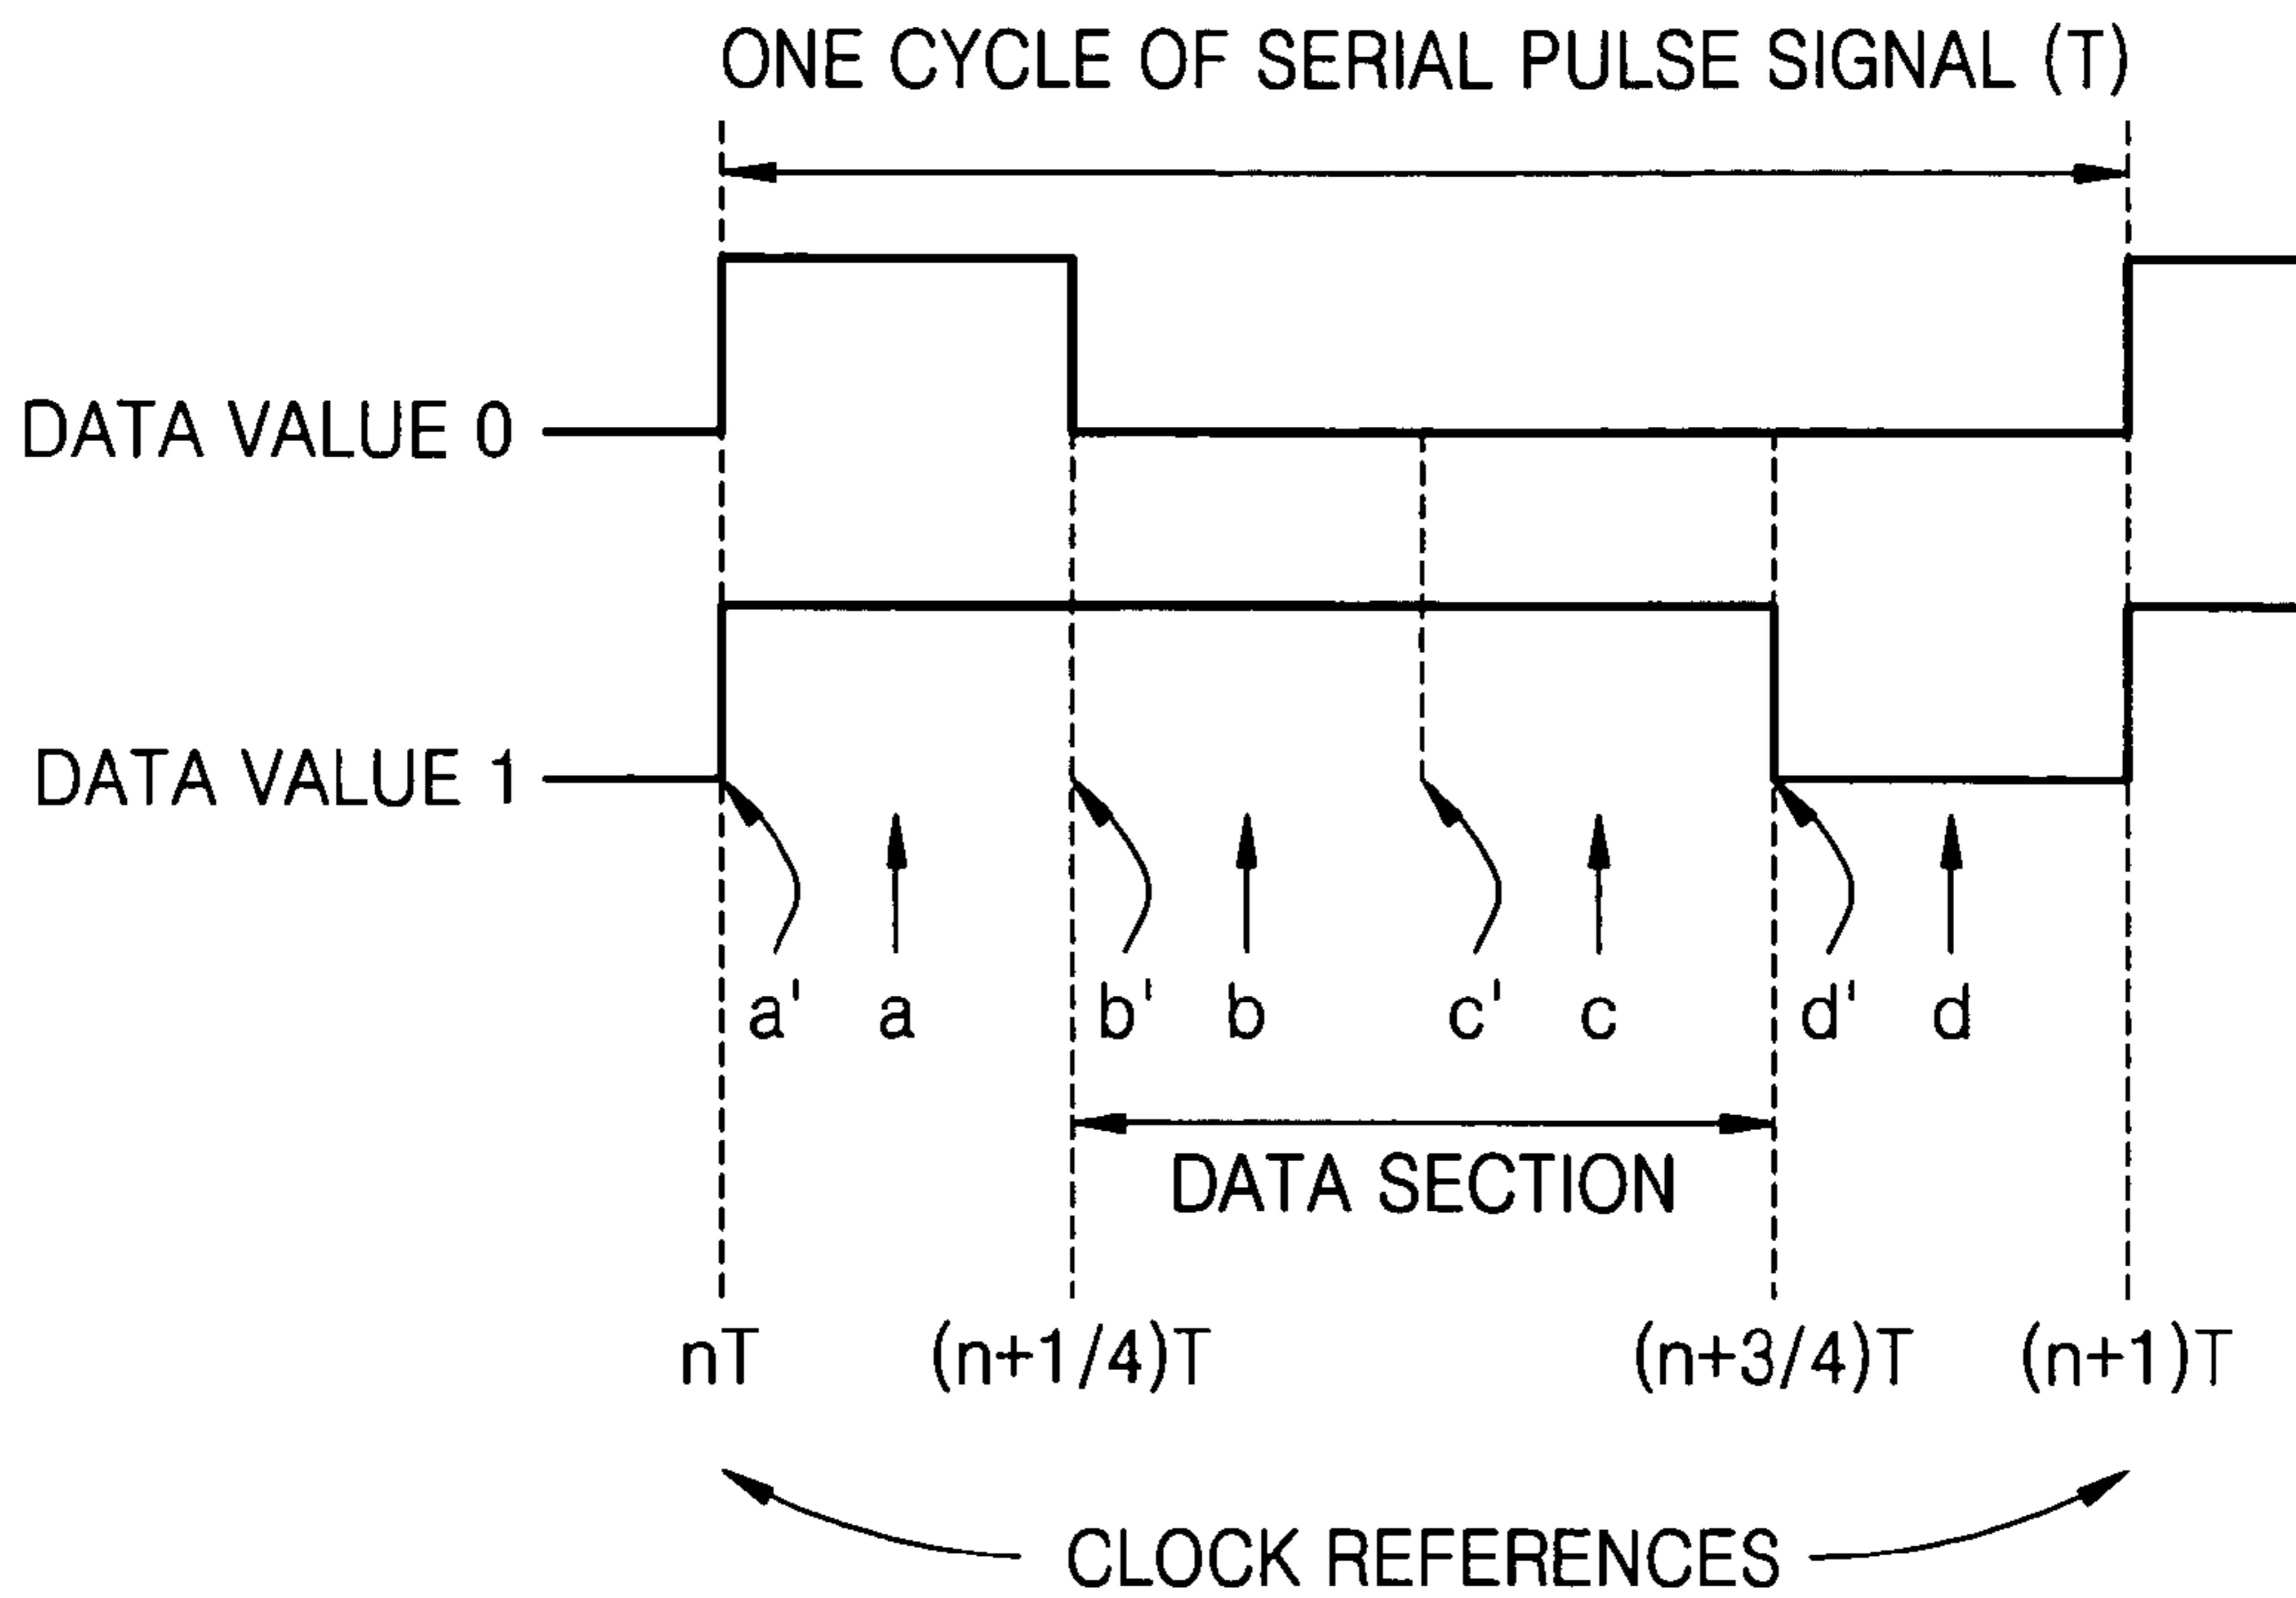 ONE CYCLE OF SERIAL PULSE SIGNAL (T)
DATA VALUE 0
DATA VALUE 1
a' a b' b c' c d' d
DATA SECTION
nT (n+1/4)T (n+3/4)T (n+1)T
CLOCK REFERENCES